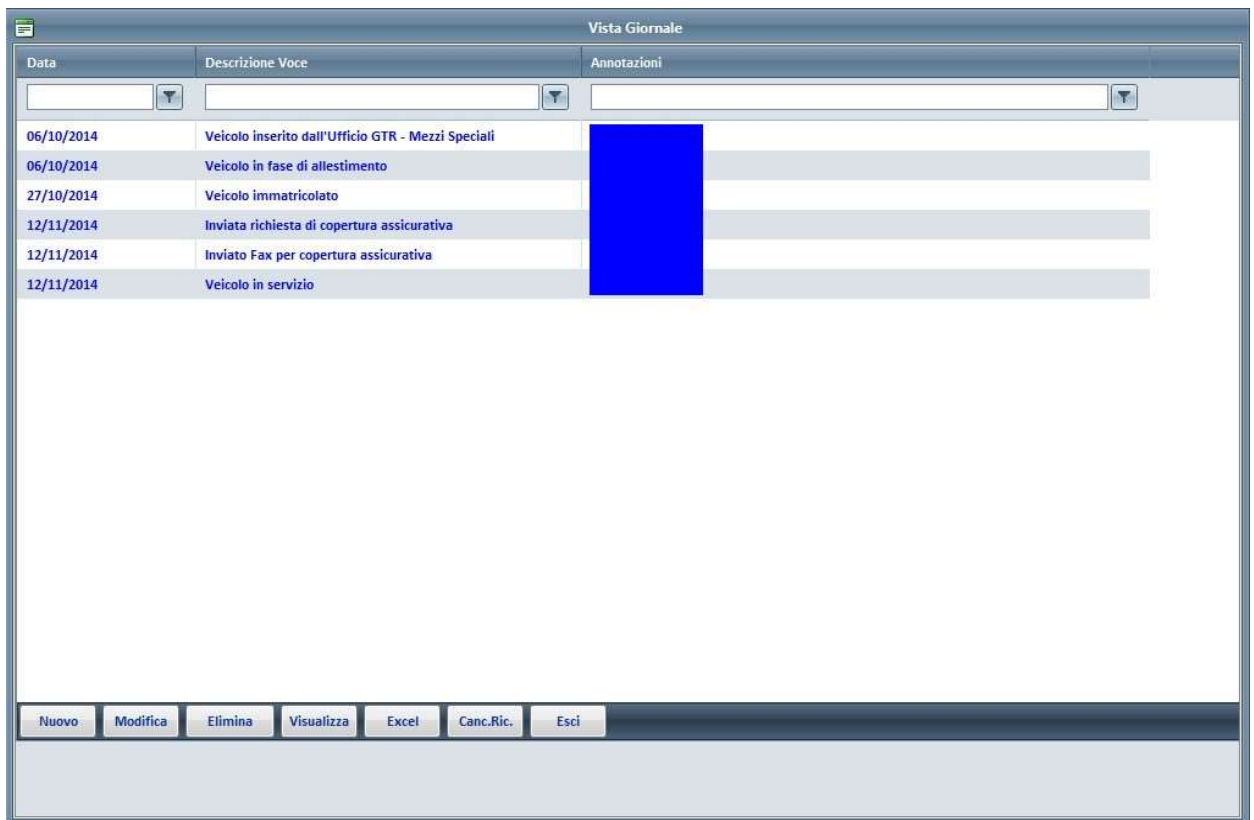 Vista Giornale
Data Descrizione Voce Annotazioni
06/10/2014 Veicolo inserito dall'Ufficio GTR - Mezzi Speciali
06/10/2014 Veicolo in fase di allestimento
27/10/2014 Veicolo immatricolato
12/11/2014 Inviata richiesta di copertura assicurativa
12/11/2014 Inviato Fax per copertura assicurativa
12/11/2014 Veicolo in servizio
Nuovo Modifica Elimina Visualizza Excel Canc.Ric. Esci